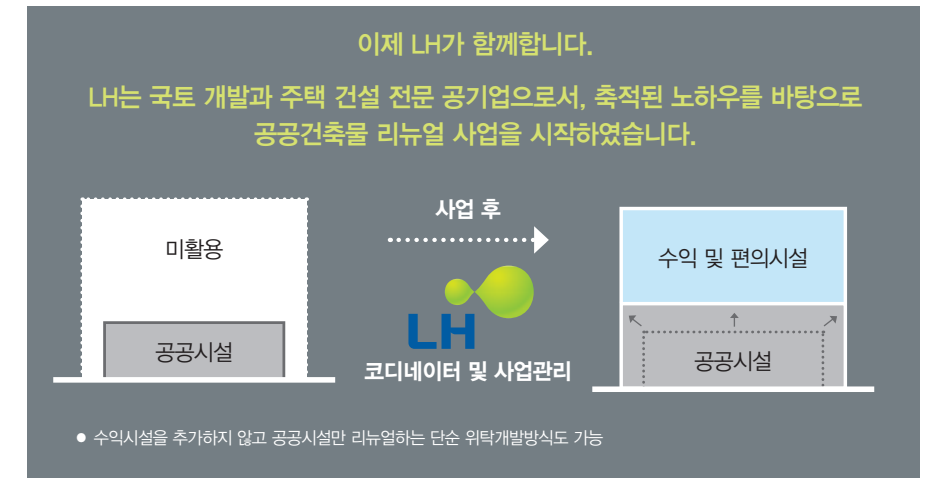 이제 LH가 함께합니다.
LH는 국토 개발과 주택 건설 전문 공기업으로서, 축적된 노하우를 바탕으로
공공건축물 리뉴얼 사업을 시작하였습니다.
미활용
공공시설
사업 후
LH
코디네이터 및 사업관리
수익 및 편의시설
공공시설
● 수익시설을 추가하지 않고 공공시설만 리뉴얼하는 단순 위탁개발방식도 가능